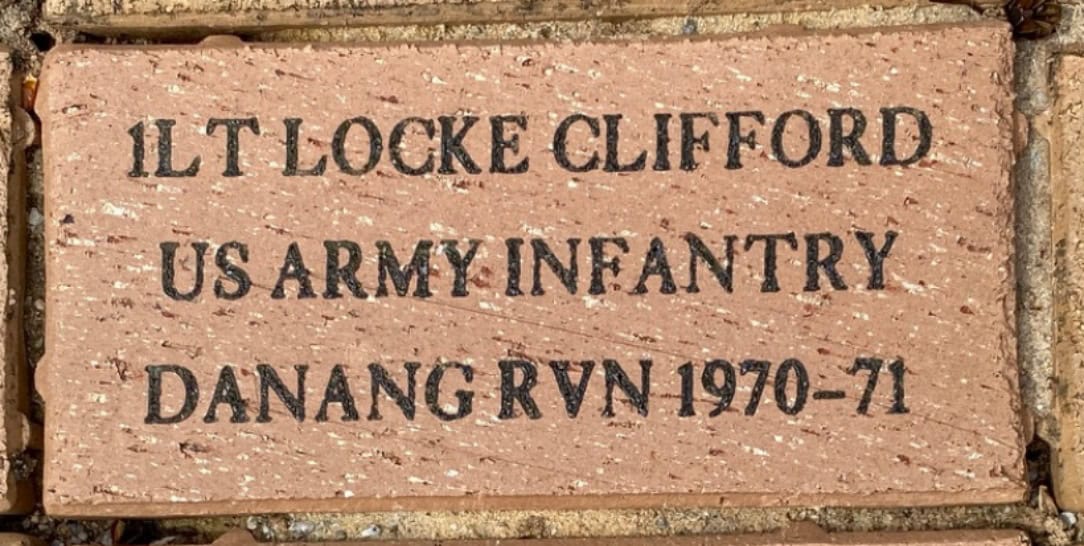 1LT LOCKE CLIFFORD
US ARMY INFANTRY
DANANG RVN 1970-71